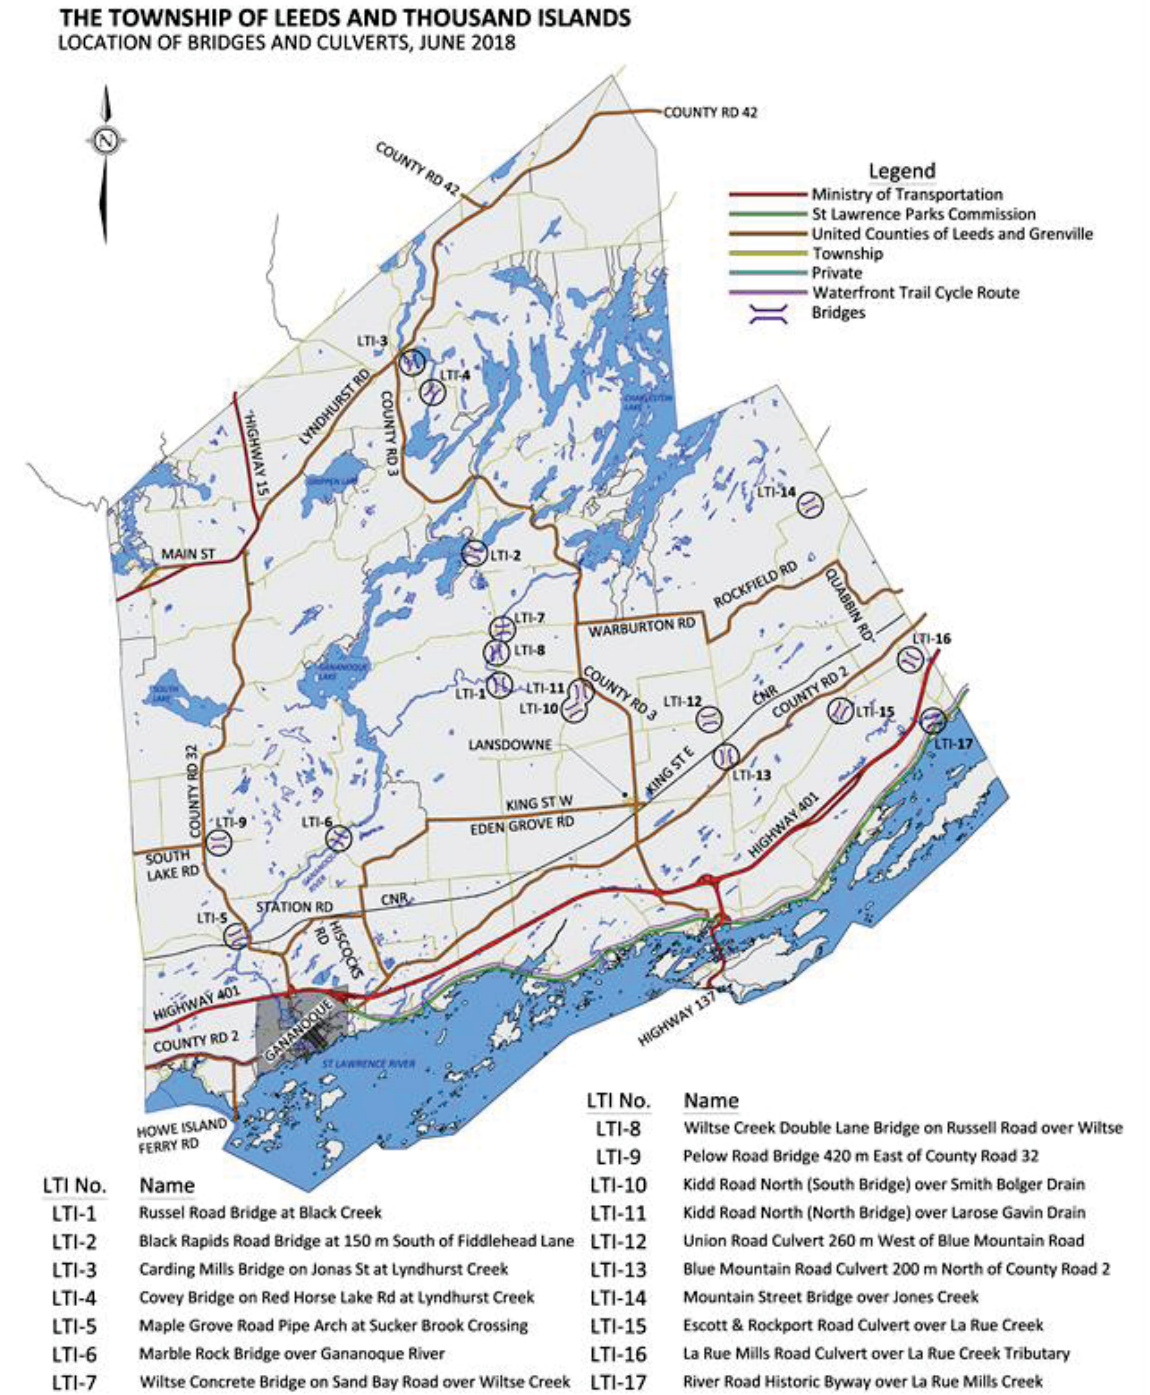 THE TOWNSHIP OF LEEDS AND THOUSAND ISLANDS
LOCATION OF BRIDGES AND CULVERTS, JUNE 2018
N
COUNTY RD 42
COUNTY RD 42
Legend
Ministry of Transportation
St Lawrence Parks Commission
United Counties of Leeds and Grenville
Township
Private
Waterfront Trail Cycle Route
Bridges
LTI-3
LTI-4
LYNDHURST RD
COUNTY RD 3
CHARLESTON
LAKE
HIGHWAY 15
GRIPPEN LAKE
LTI-14
MAIN ST
LTI-2
ROCKFIELD RD
QUABBIN RD
LTI-7
WARBURTON RD
LTI-16
LTI-8
GANANOQUE
LAKE
SOUTH
LAKE
LTI-1
LTI-11
LTI-10
COUNTY RD 3
LTI-12
CNR
COUNTY RD 2
LTI-15
LTI-17
LANSDOWNE
KING ST E
LTI-13
COUNTY RD 32
KING ST W
EDEN GROVE RD
HIGHWAY 401
LTI-9
LTI-6
SOUTH
LAKE RD
GANANOQUE
RIVER
STATION RD
CNR
LTI-5
HISCOCKS
RD
HIGHWAY 401
HIGHWAY 137
COUNTY RD 2
GANANOQUE
ST LAWRENCE RIVER
HOWE ISLAND
FERRY RD
LTI No. Name
LTI-1 Russel Road Bridge at Black Creek
LTI-2 Black Rapids Road Bridge at 150 m South of Fiddlehead Lane
LTI-3 Carding Mills Bridge on Jonas St at Lyndhurst Creek
LTI-4 Covey Bridge on Red Horse Lake Rd at Lyndhurst Creek
LTI-5 Maple Grove Road Pipe Arch at Sucker Brook Crossing
LTI-6 Marble Rock Bridge over Gananoque River
LTI-7 Wiltse Concrete Bridge on Sand Bay Road over Wiltse Creek
LTI No. Name
LTI-8 Wiltse Creek Double Lane Bridge on Russell Road over Wiltse
LTI-9 Pelow Road Bridge 420 m East of County Road 32
LTI-10 Kidd Road North (South Bridge) over Smith Bolger Drain
LTI-11 Kidd Road North (North Bridge) over Larose Gavin Drain
LTI-12 Union Road Culvert 260 m West of Blue Mountain Road
LTI-13 Blue Mountain Road Culvert 200 m North of County Road 2
LTI-14 Mountain Street Bridge over Jones Creek
LTI-15 Escott & Rockport Road Culvert over La Rue Creek
LTI-16 La Rue Mills Road Culvert over La Rue Creek Tributary
LTI-17 River Road Historic Byway over La Rue Mills Creek